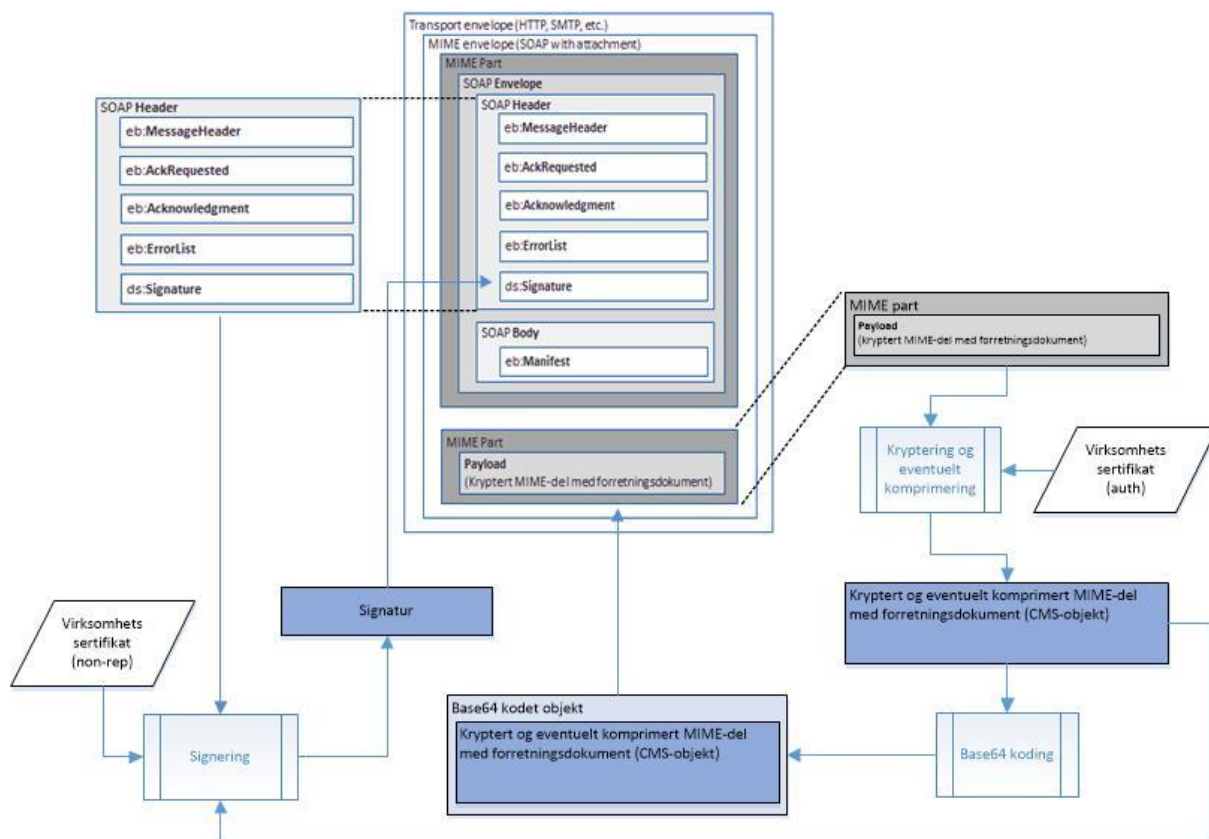 Transport envelope (HTTP, SMTP, etc.)
MIME envelope (SOAP with attachment)
MIME Part
SOAP Envelope
SOAP Header
eb:MessageHeader
eb:AckRequested
eb:Acknowledgment
eb:ErrorList
ds:Signature
SOAP Body
eb:Manifest
MIME Part
Payload
(Kryptert MIME-del med forretningsdokument)
SOAP Header
eb:MessageHeader
eb:AckRequested
eb:Acknowledgment
eb:ErrorList
ds:Signature
MIME part
Payload
(kryptert MIME-del med forretningsdokument)
Kryptering og
eventuelt
komprimering
Virksomhets
sertifikat
(auth)
Kryptert og eventuelt komprimert MIME-del
med forretningsdokument (CMS-objekt)
Base64 koding
Base64 kodet objekt
Kryptert og eventuelt komprimert MIME-del
med forretningsdokument (CMS-objekt)
Signatur
Virksomhets
sertifikat
(non-rep)
Signering